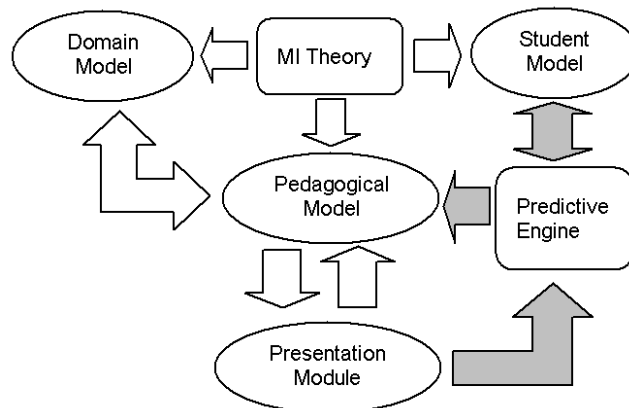 Domain
Model
MI Theory
Student
Model
Pedagogical
Model
Predictive
Engine
Presentation
Module